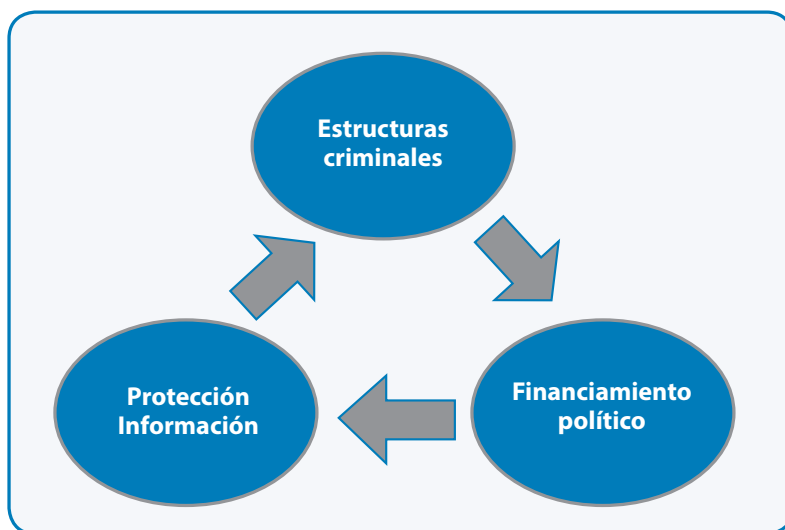 Estructuras
criminales
Financiamiento
político
Protección
Información